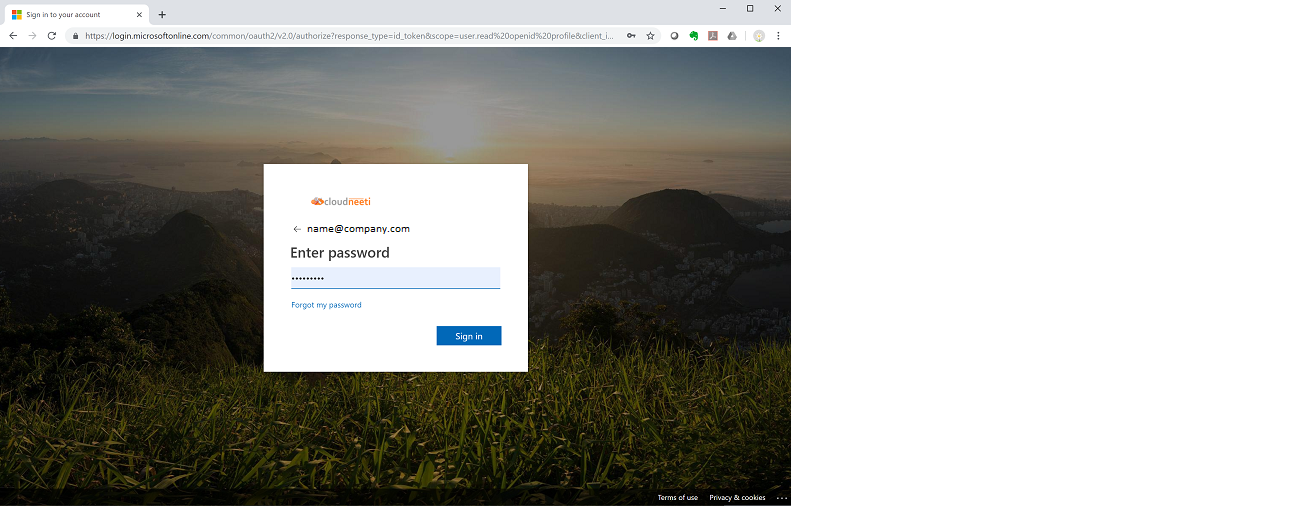 Sign in to your account
https://login.microsoftonline.com/common/oauth2/v2.0/authorize?response_type=id_token&scope=user.read%20openid%20profile&client_i...
cloudneeti
name@company.com
Enter password
•••••••••
Forgot my password
Sign in
Terms of use Privacy & cookies ...